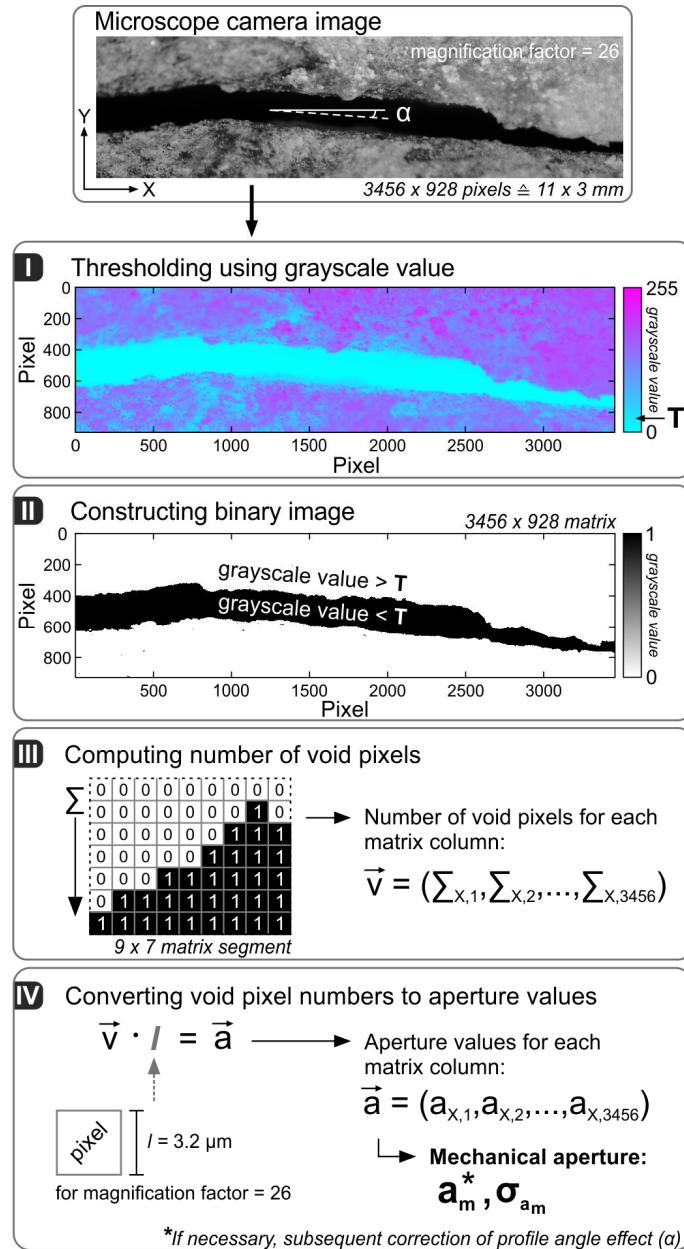 Microscope camera image
magnification factor = 26
α
Y
X
3456 x 928 pixels ≙ 11 x 3 mm
I
Thresholding using grayscale value
0
200
400
600
800
Pixel
0 500 1000 1500 2000 2500 3000
Pixel
255
grayscale value
0
T
II
Constructing binary image
3456 x 928 matrix
0
200
400
600
800
Pixel
grayscale value > T
grayscale value < T
500 1000 1500 2000 2500 3000
Pixel
1
grayscale value
0
III
Computing number of void pixels
∑
0 0 0 0 0 0 0 0 0
0 0 0 0 0 0 0 1 0
0 0 0 0 0 0 1 1 1
0 0 0 0 0 1 1 1 1
0 0 0 1 1 1 1 1 1
0 1 1 1 1 1 1 1 1
1 1 1 1 1 1 1 1 1
9 x 7 matrix segment
Number of void pixels for each
matrix column:
v⃗ = (∑X,1,∑X,2,...,∑X,3456)
IV
Converting void pixel numbers to aperture values
v⃗ · l = a⃗
pixel
l = 3.2 µm
for magnification factor = 26
Aperture values for each
matrix column:
a⃗ = (aX,1,aX,2,...,aX,3456)
Mechanical aperture:
a*m , σam
*If necessary, subsequent correction of profile angle effect (α)